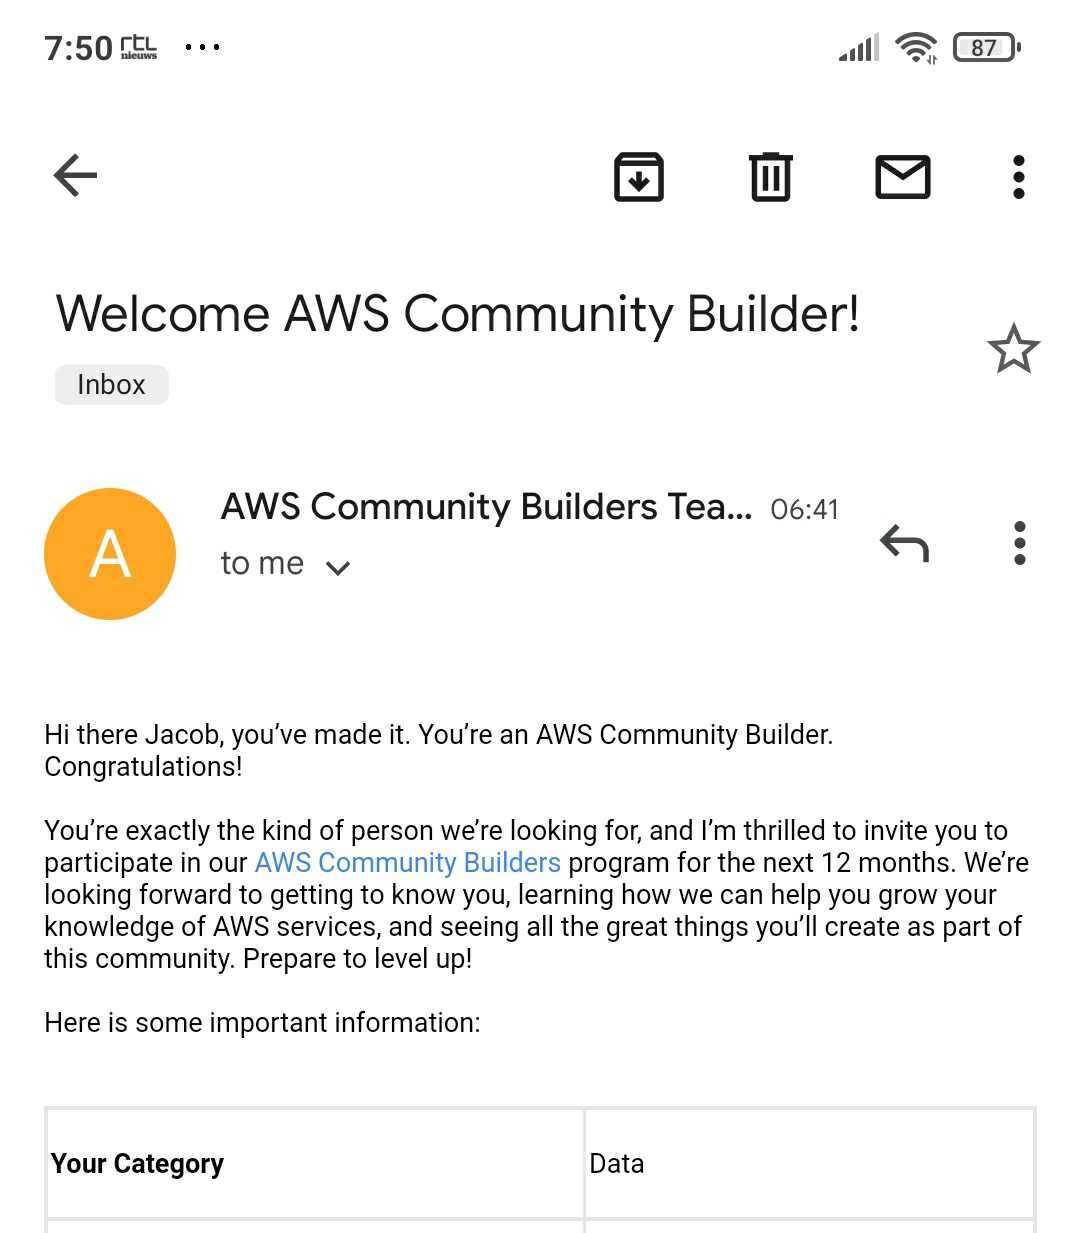 7:50 rtl nieuws ... 87
Welcome AWS Community Builder!
Inbox
A
AWS Community Builders Tea... 06:41
to me
Hi there Jacob, you’ve made it. You’re an AWS Community Builder.
Congratulations!
You’re exactly the kind of person we’re looking for, and I’m thrilled to invite you to
participate in our AWS Community Builders program for the next 12 months. We’re
looking forward to getting to know you, learning how we can help you grow your
knowledge of AWS services, and seeing all the great things you’ll create as part of
this community. Prepare to level up!
Here is some important information:
Your Category Data